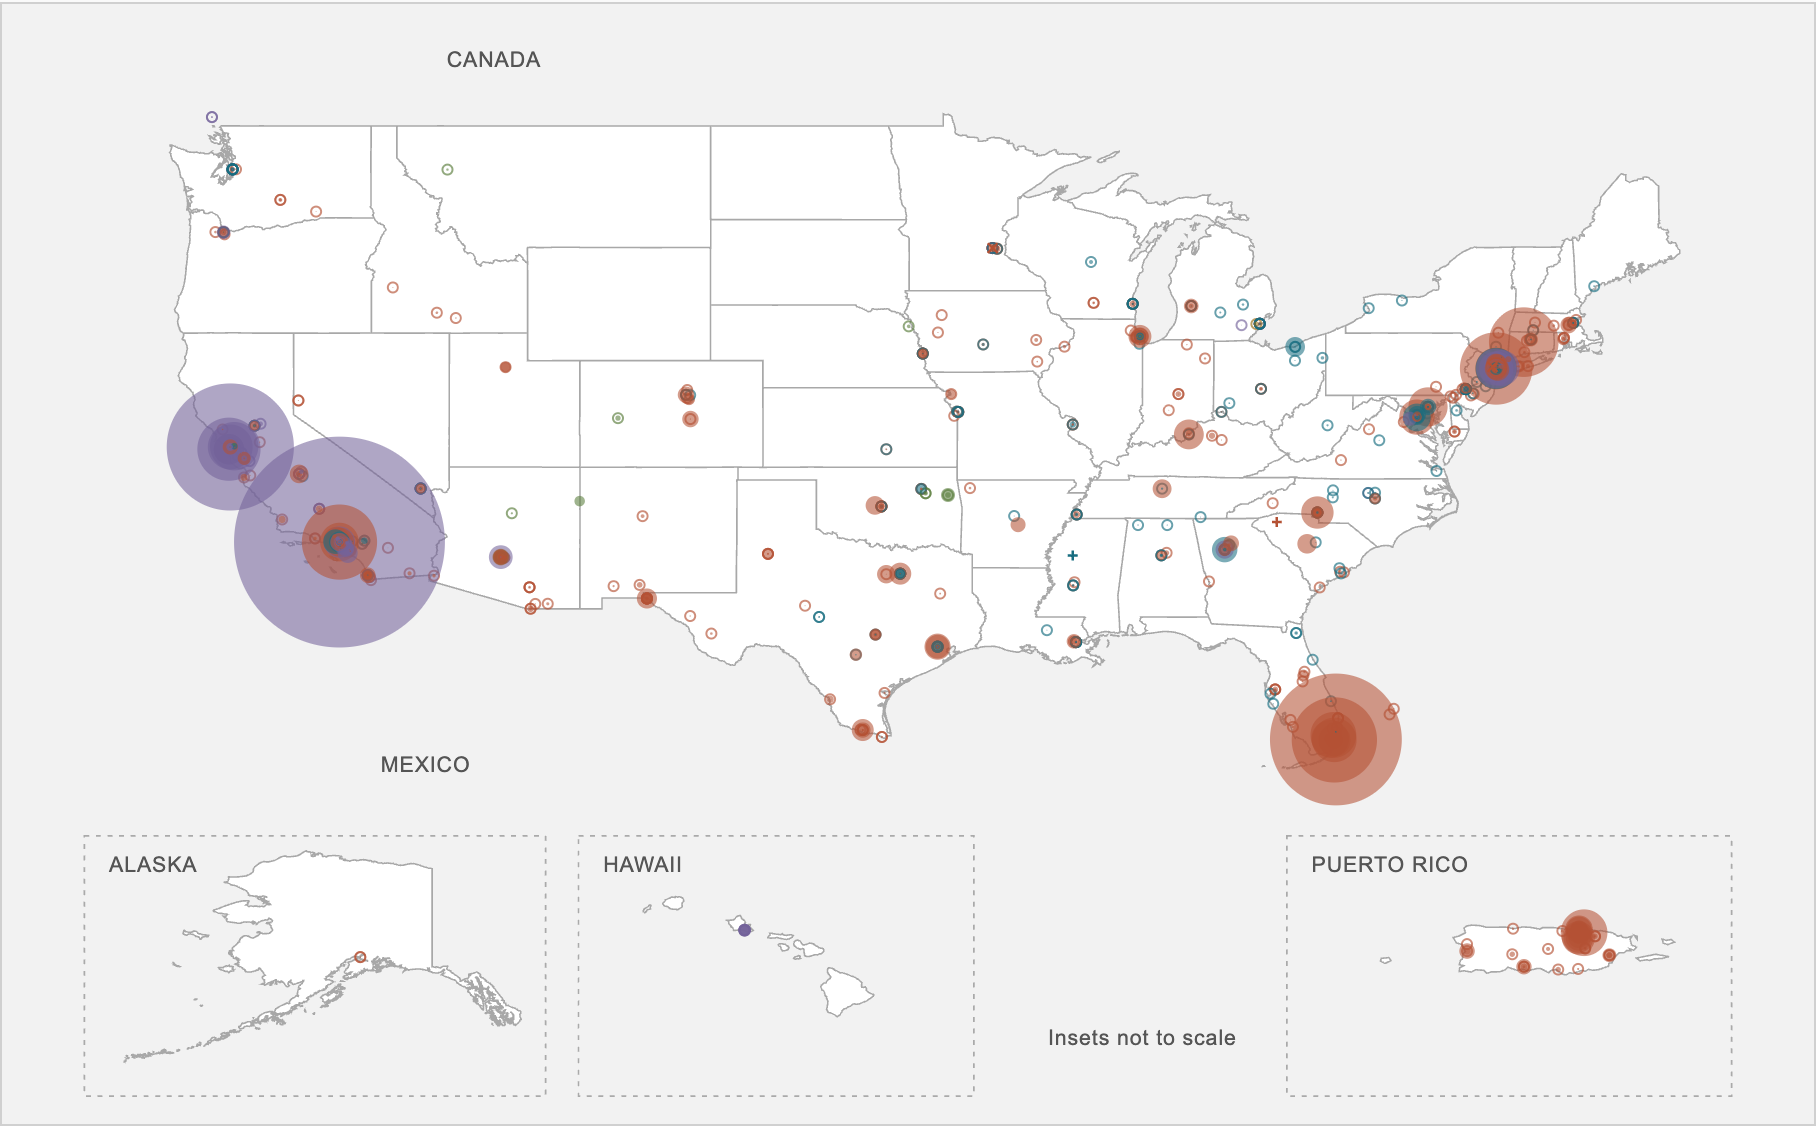 CANADA
MEXICO
ALASKA
HAWAII
PUERTO RICO
Insets not to scale